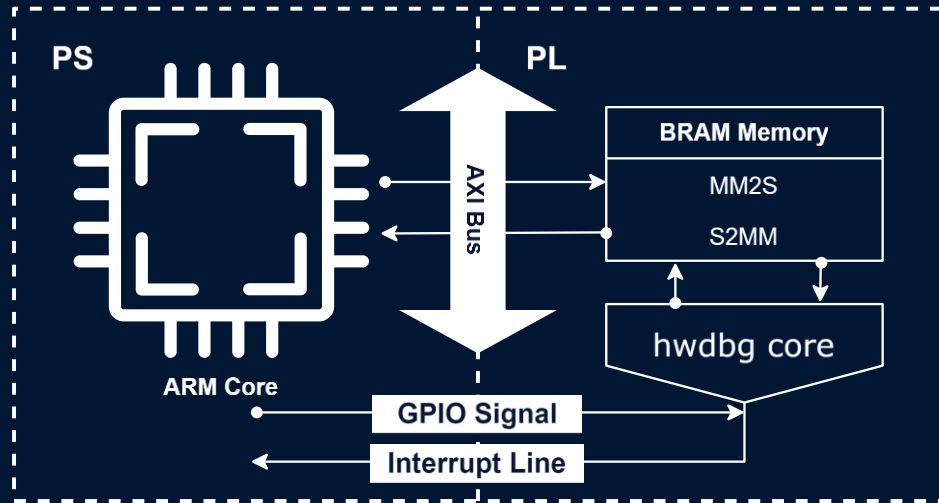 PS
PL
BRAM Memory
MM2S
S2MM
AXI Bus
hwdbg core
ARM Core
GPIO Signal
Interrupt Line